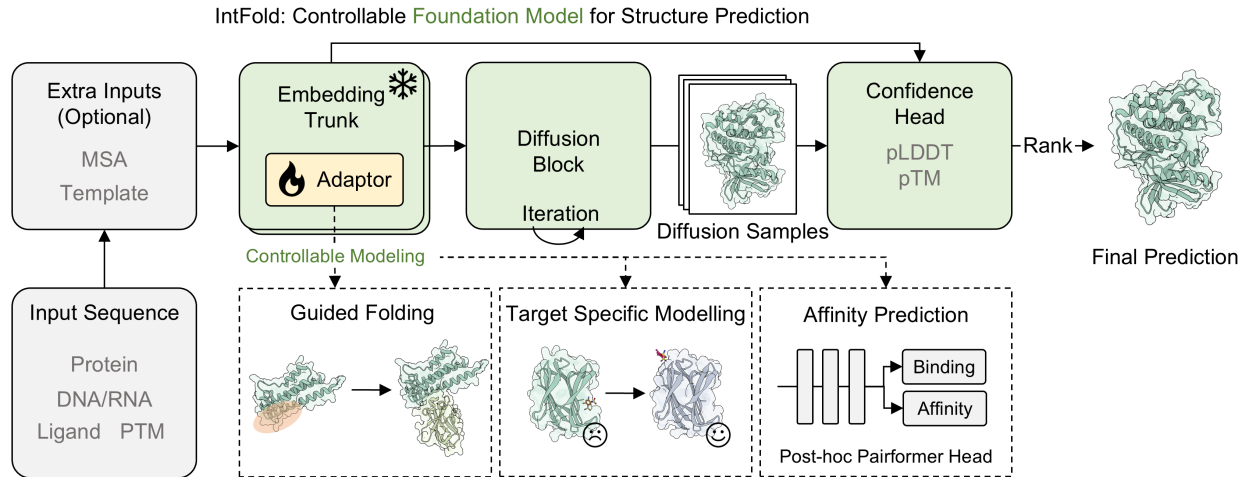 IntFold: Controllable Foundation Model for Structure Prediction
Extra Inputs
(Optional)
MSA
Template
Embedding
Trunk
Adaptor
Diffusion
Block
Iteration
Diffusion Samples
Confidence
Head
pLDDT
pTM
Rank
Final Prediction
Controllable Modeling
Input Sequence
Protein
DNA/RNA
Ligand PTM
Guided Folding
Target Specific Modelling
Affinity Prediction
Binding
Affinity
Post-hoc Pairformer Head